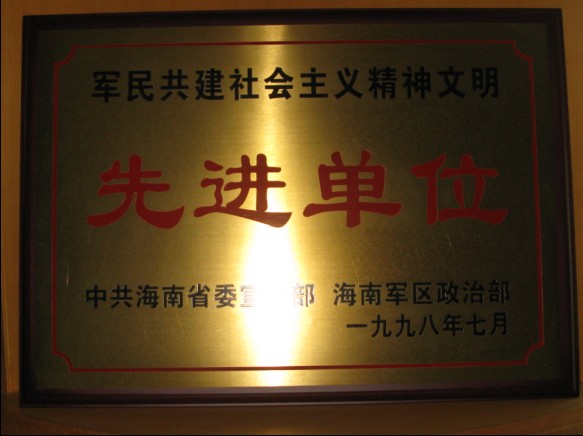 军民共建社会主义精神文明
先进单位
中共海南省委宣传部 海南军区政治部
一九九八年七月